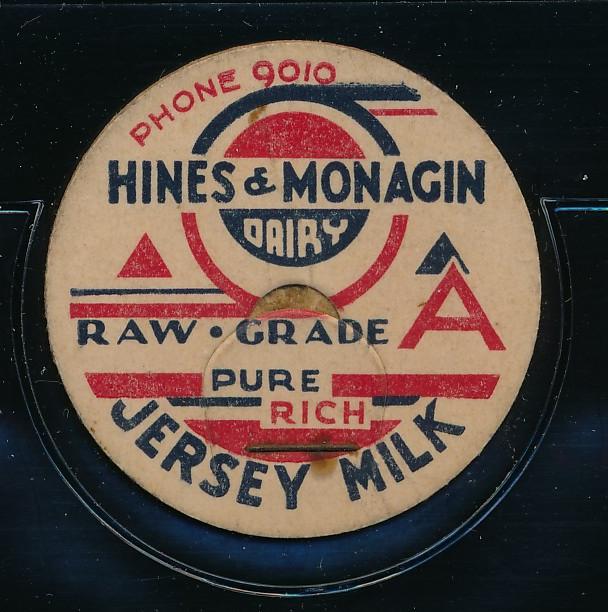 PHONE 9010
HINES & MONAGIN
DAIRY
RAW • GRADE A
PURE
RICH
JERSEY MILK